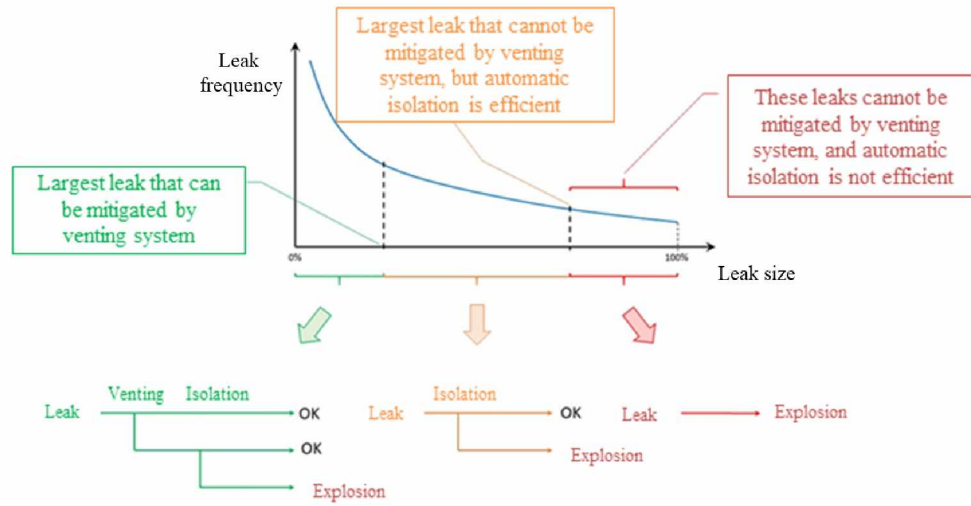 Largest leak that cannot be
mitigated by venting
system, but automatic
isolation is efficient
Leak
frequency
These leaks cannot be
mitigated by venting
system, and automatic
isolation is not efficient
Largest leak that can
be mitigated by
venting system
0%
100%
Leak size
Venting
Isolation
Leak
OK
OK
Explosion
Isolation
Leak
OK
Explosion
Leak
Explosion